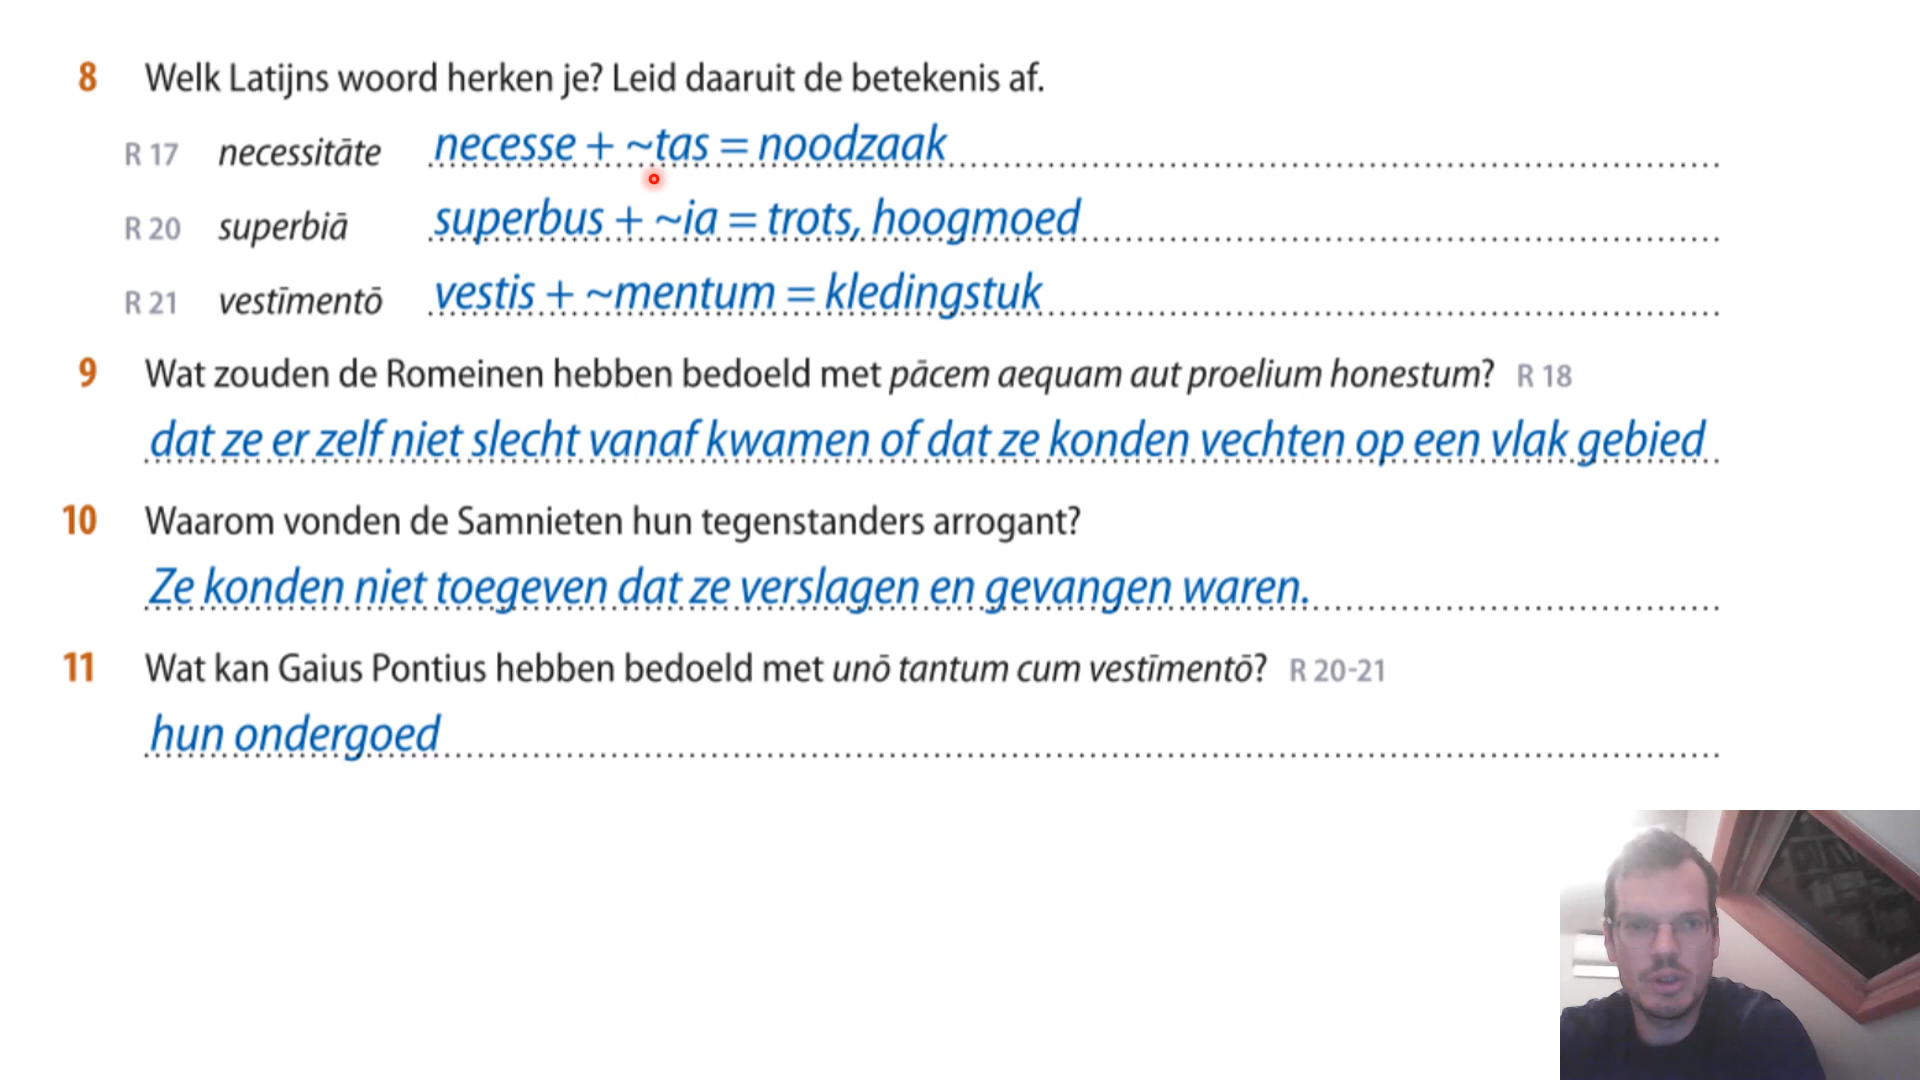 8 Welk Latijns woord herken je? Leid daaruit de betekenis af.
R 17 necessitāte necesse + ~tas = noodzaak
R 20 superbiā superbus + ~ia = trots, hoogmoed
R 21 vestīmentō vestis + ~mentum = kledingstuk
9 Wat zouden de Romeinen hebben bedoeld met pācem aequam aut proelium honestum? R 18
dat ze er zelf niet slecht vanaf kwamen of dat ze konden vechten op een vlak gebied
10 Waarom vonden de Samnieten hun tegenstanders arrogant?
Ze konden niet toegeven dat ze verslagen en gevangen waren.
11 Wat kan Gaius Pontius hebben bedoeld met unō tantum cum vestīmentō? R 20-21
hun ondergoed